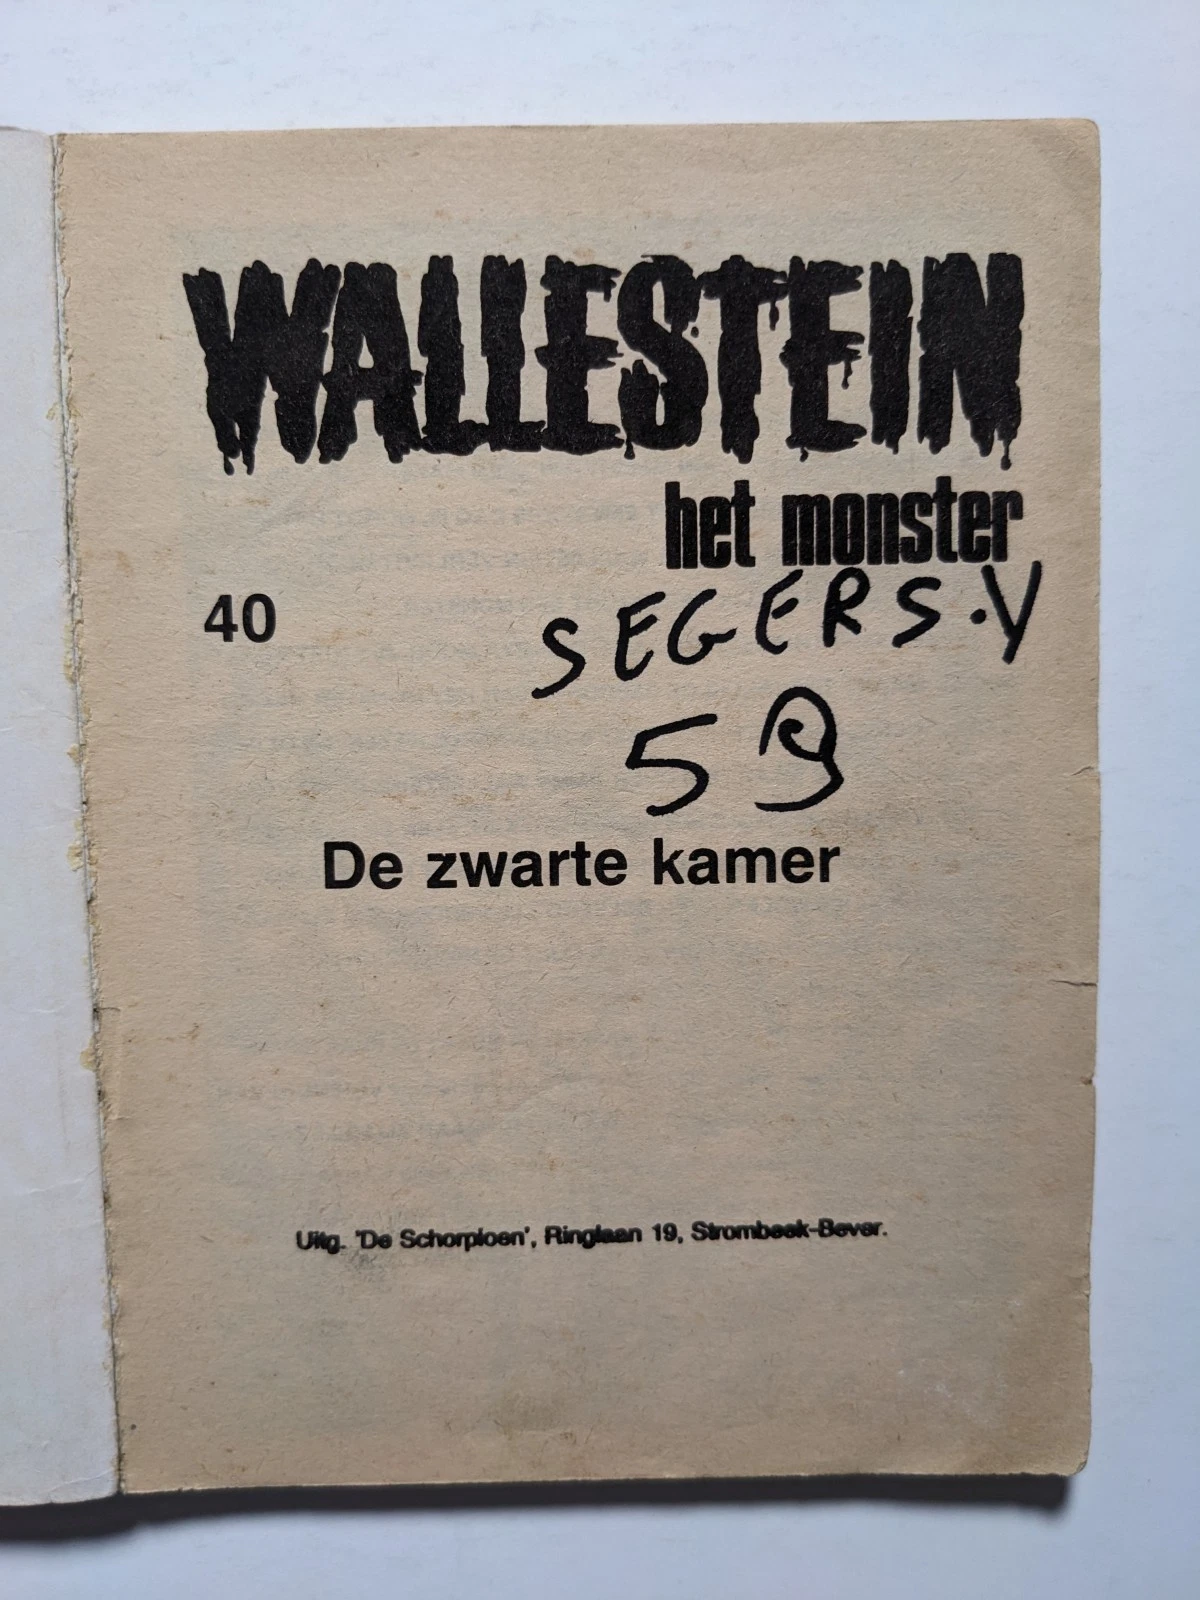 WALLESTEIN
het monster
40
SEGERS.Y
59
De zwarte kamer
Uitg. 'De Schorpioen', Ringlaan 19, Strombeek-Bever.